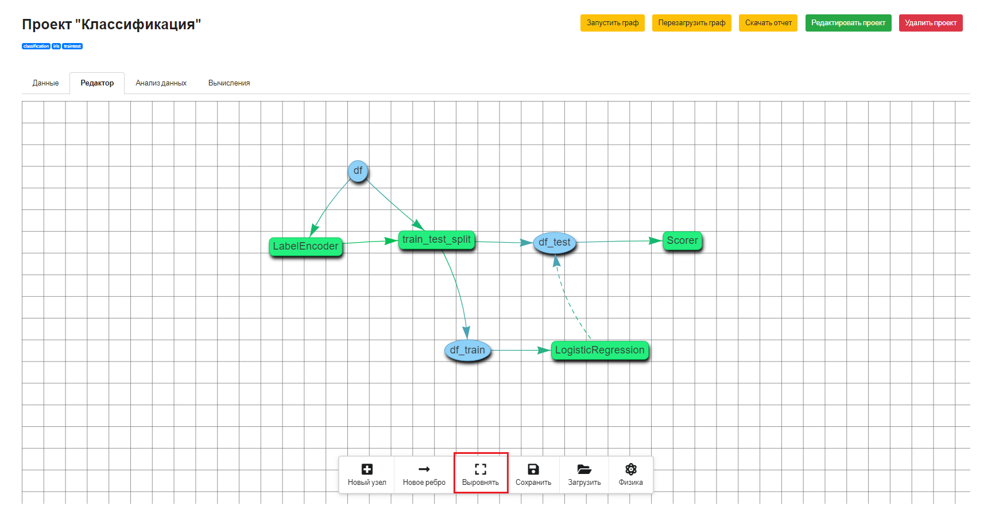 Проект "Классификация"
Запустить граф
Перезагрузить граф
Скачать отчет
Редактировать проект
Удалить проект
classification iris traintest
Данные
Редактор
Анализ данных
Вычисления
df
LabelEncoder
train_test_split
df_test
Scorer
df_train
LogisticRegression
Новый узел
Новое ребро
Выровнять
Сохранить
Загрузить
Физика